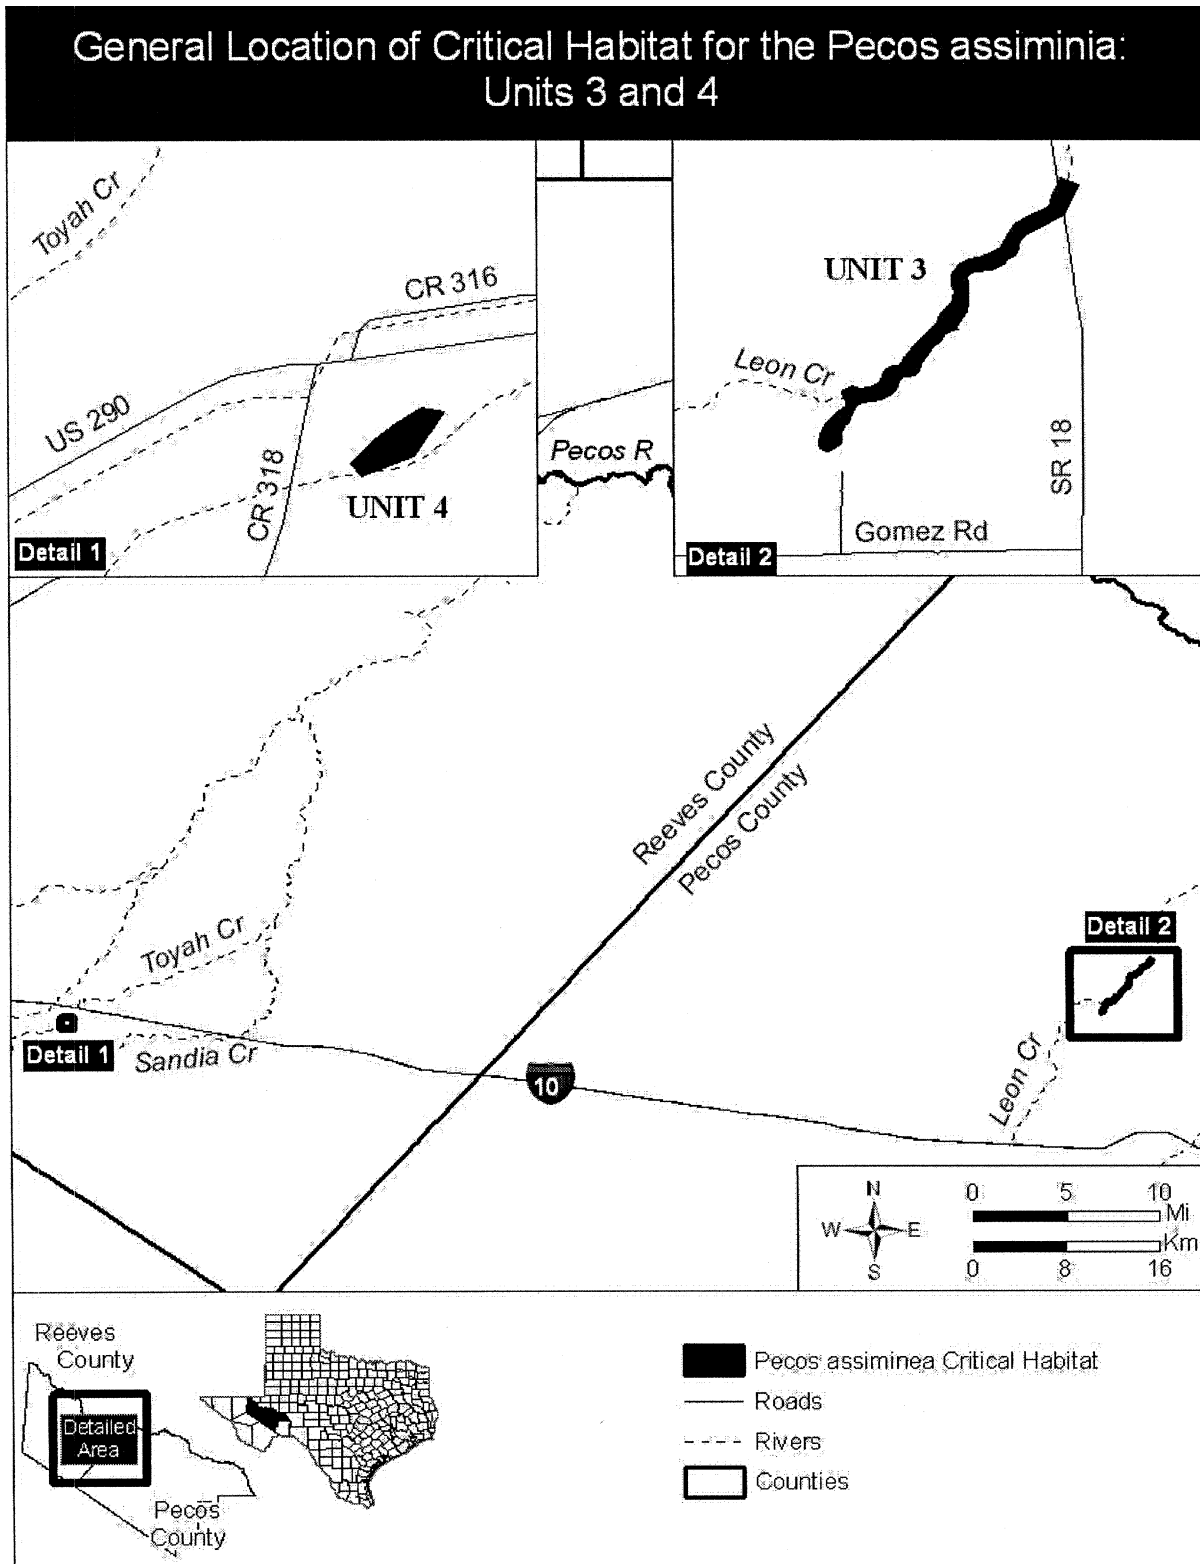 General Location of Critical Habitat for the Pecos assiminia:
Units 3 and 4
Toyah Cr
CR 316
US 290
CR 318
UNIT 4
Detail 1
Pecos R
UNIT 3
Leon Cr
SR 18
Gomez Rd
Detail 2
Reeves County
Pecos County
Toyah Cr
Detail 1
Sandia Cr
10
Detail 2
Leon Cr
N
W E
S
0 5 10
Mi
Km
0 8 16
Reeves
County
Detailed
Area
Pecos
County
Pecos assiminea Critical Habitat
Roads
Rivers
Counties